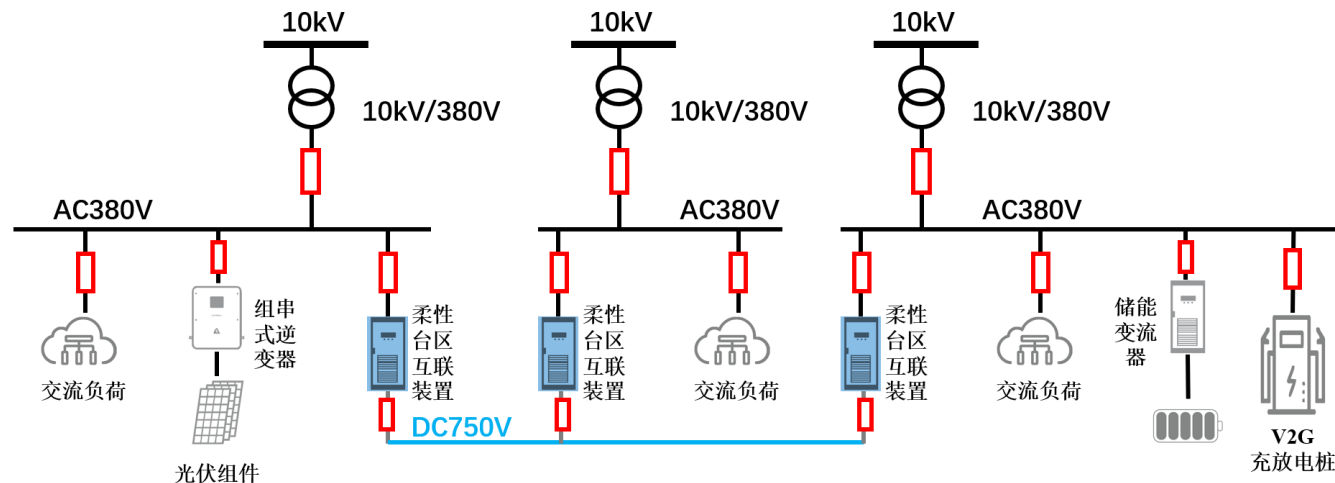 10kV
10kV
10kV
10kV/380V
10kV/380V
10kV/380V
AC380V
AC380V
AC380V
组串
式逆
变器
柔性
台区
互联
装置
柔性
台区
互联
装置
柔性
台区
互联
装置
储能
变流
器
交流负荷
交流负荷
交流负荷
DC750V
V2G
充放电桩
光伏组件